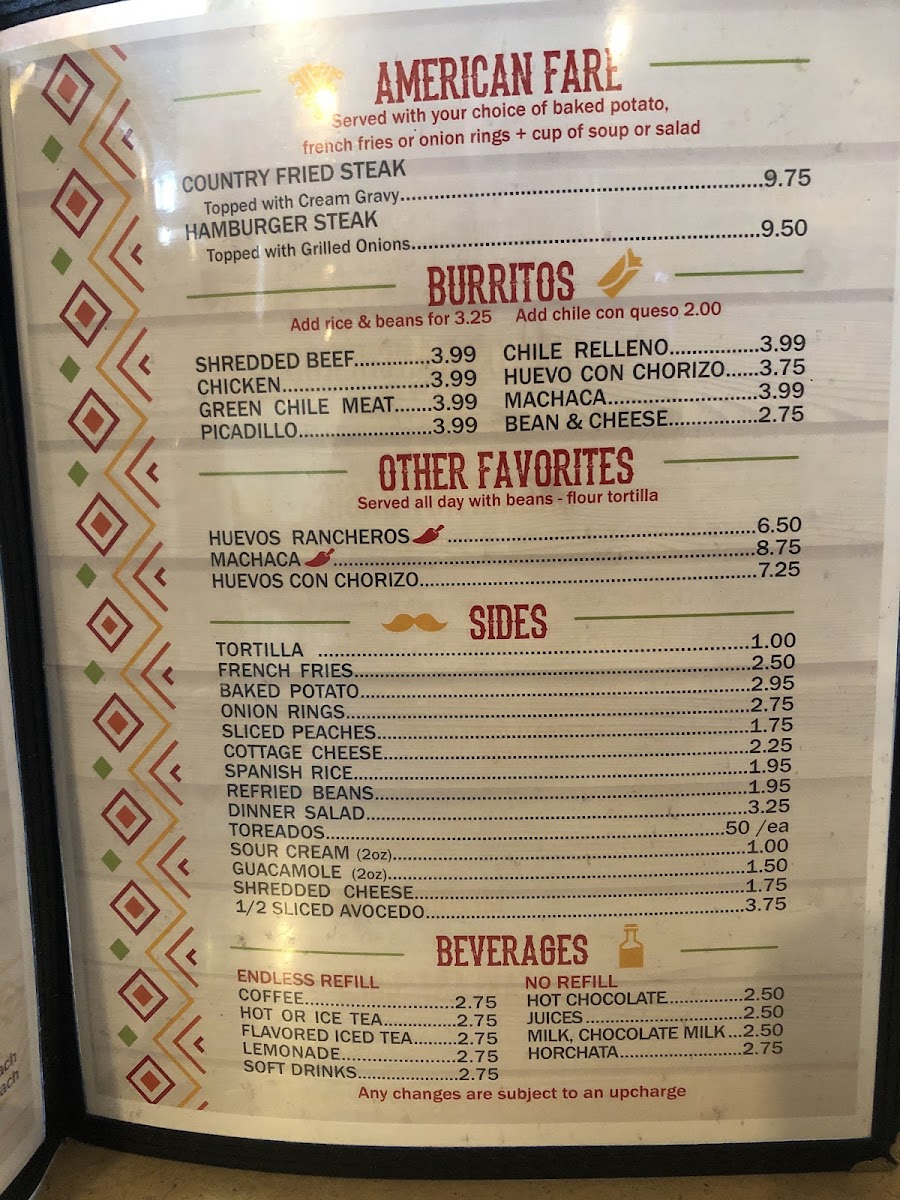 AMERICAN FARE
Served with your choice of baked potato,
french fries or onion rings + cup of soup or salad
COUNTRY FRIED STEAK
Topped with Cream Gravy..........9.75
HAMBURGER STEAK
Topped with Grilled Onions..........9.50
BURRITOS
Add rice & beans for 3.25 Add chile con queso 2.00
SHREDDED BEEF..........3.99
CHICKEN..........3.99
GREEN CHILE MEAT.......3.99
PICADILLO..........3.99
CHILE RELLENO..........3.99
HUEVO CON CHORIZO......3.75
MACHACA..........3.99
BEAN & CHEESE..........2.75
OTHER FAVORITES
Served all day with beans - flour tortilla
HUEVOS RANCHEROS ..........6.50
MACHACA ..........8.75
HUEVOS CON CHORIZO..........7.25
SIDES
TORTILLA ..........1.00
FRENCH FRIES..........2.50
BAKED POTATO..........2.95
ONION RINGS..........2.75
SLICED PEACHES..........1.75
COTTAGE CHEESE..........2.25
SPANISH RICE..........1.95
REFRIED BEANS..........1.95
DINNER SALAD..........3.25
TOREADOS..........50 /ea
SOUR CREAM (2oz)..........1.00
GUACAMOLE (2oz)..........1.50
SHREDDED CHEESE..........1.75
1/2 SLICED AVOCEDO..........3.75
BEVERAGES
ENDLESS REFILL
COFFEE..........2.75
HOT OR ICE TEA..........2.75
FLAVORED ICED TEA........2.75
LEMONADE..........2.75
SOFT DRINKS..........2.75
NO REFILL
HOT CHOCOLATE..........2.50
JUICES..........2.50
MILK, CHOCOLATE MILK...2.50
HORCHATA..........2.75
Any changes are subject to an upcharge